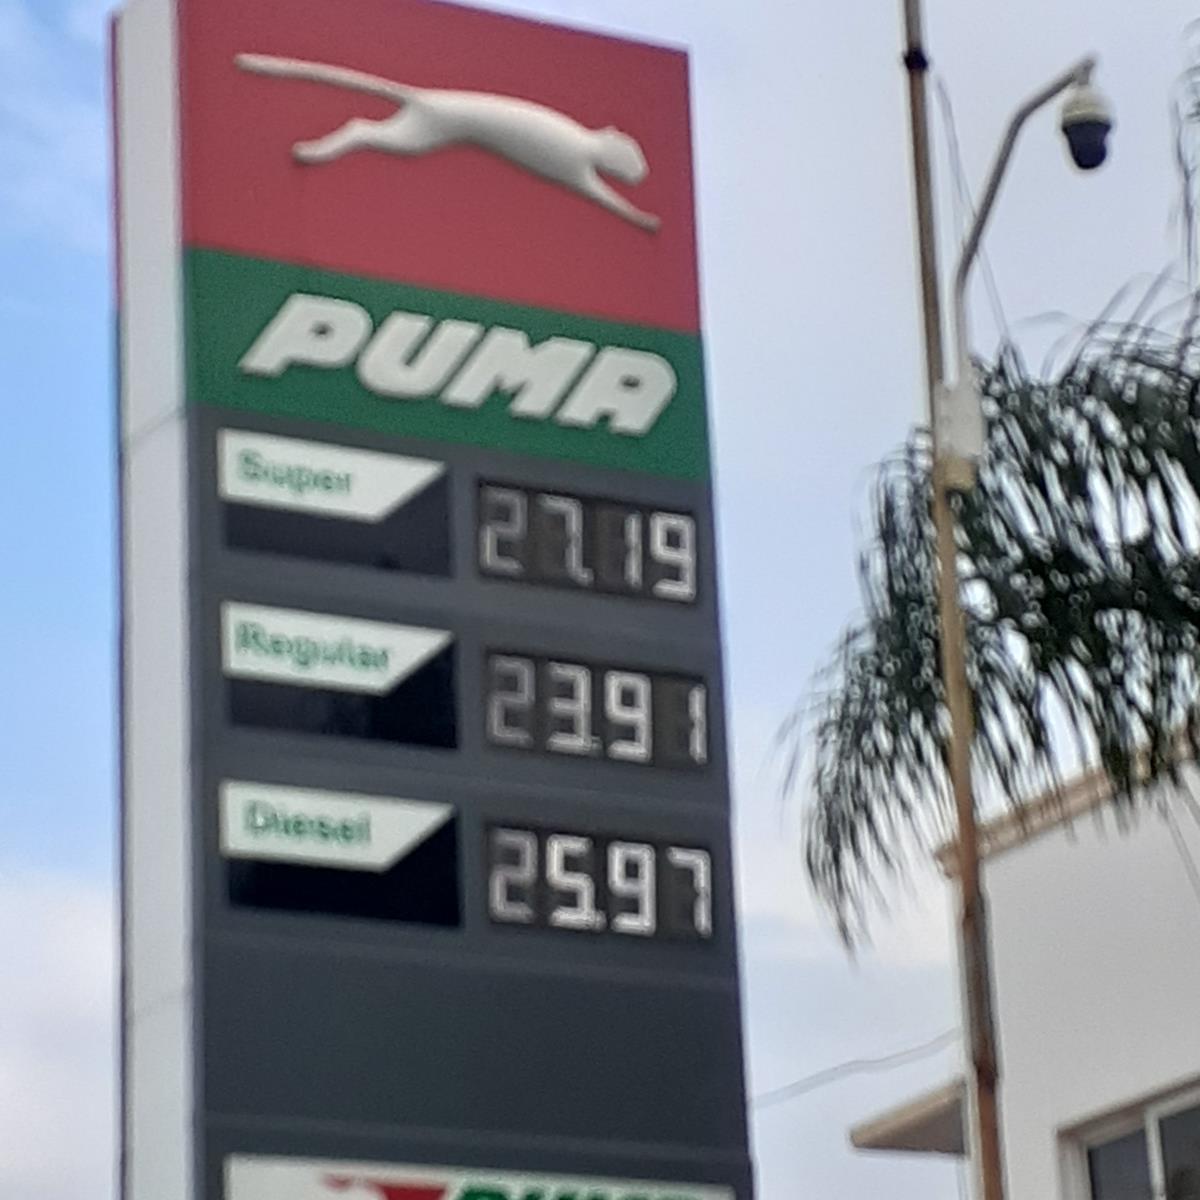 PUMA
Super
27.19
Regular
23.91
Diesel
25.97